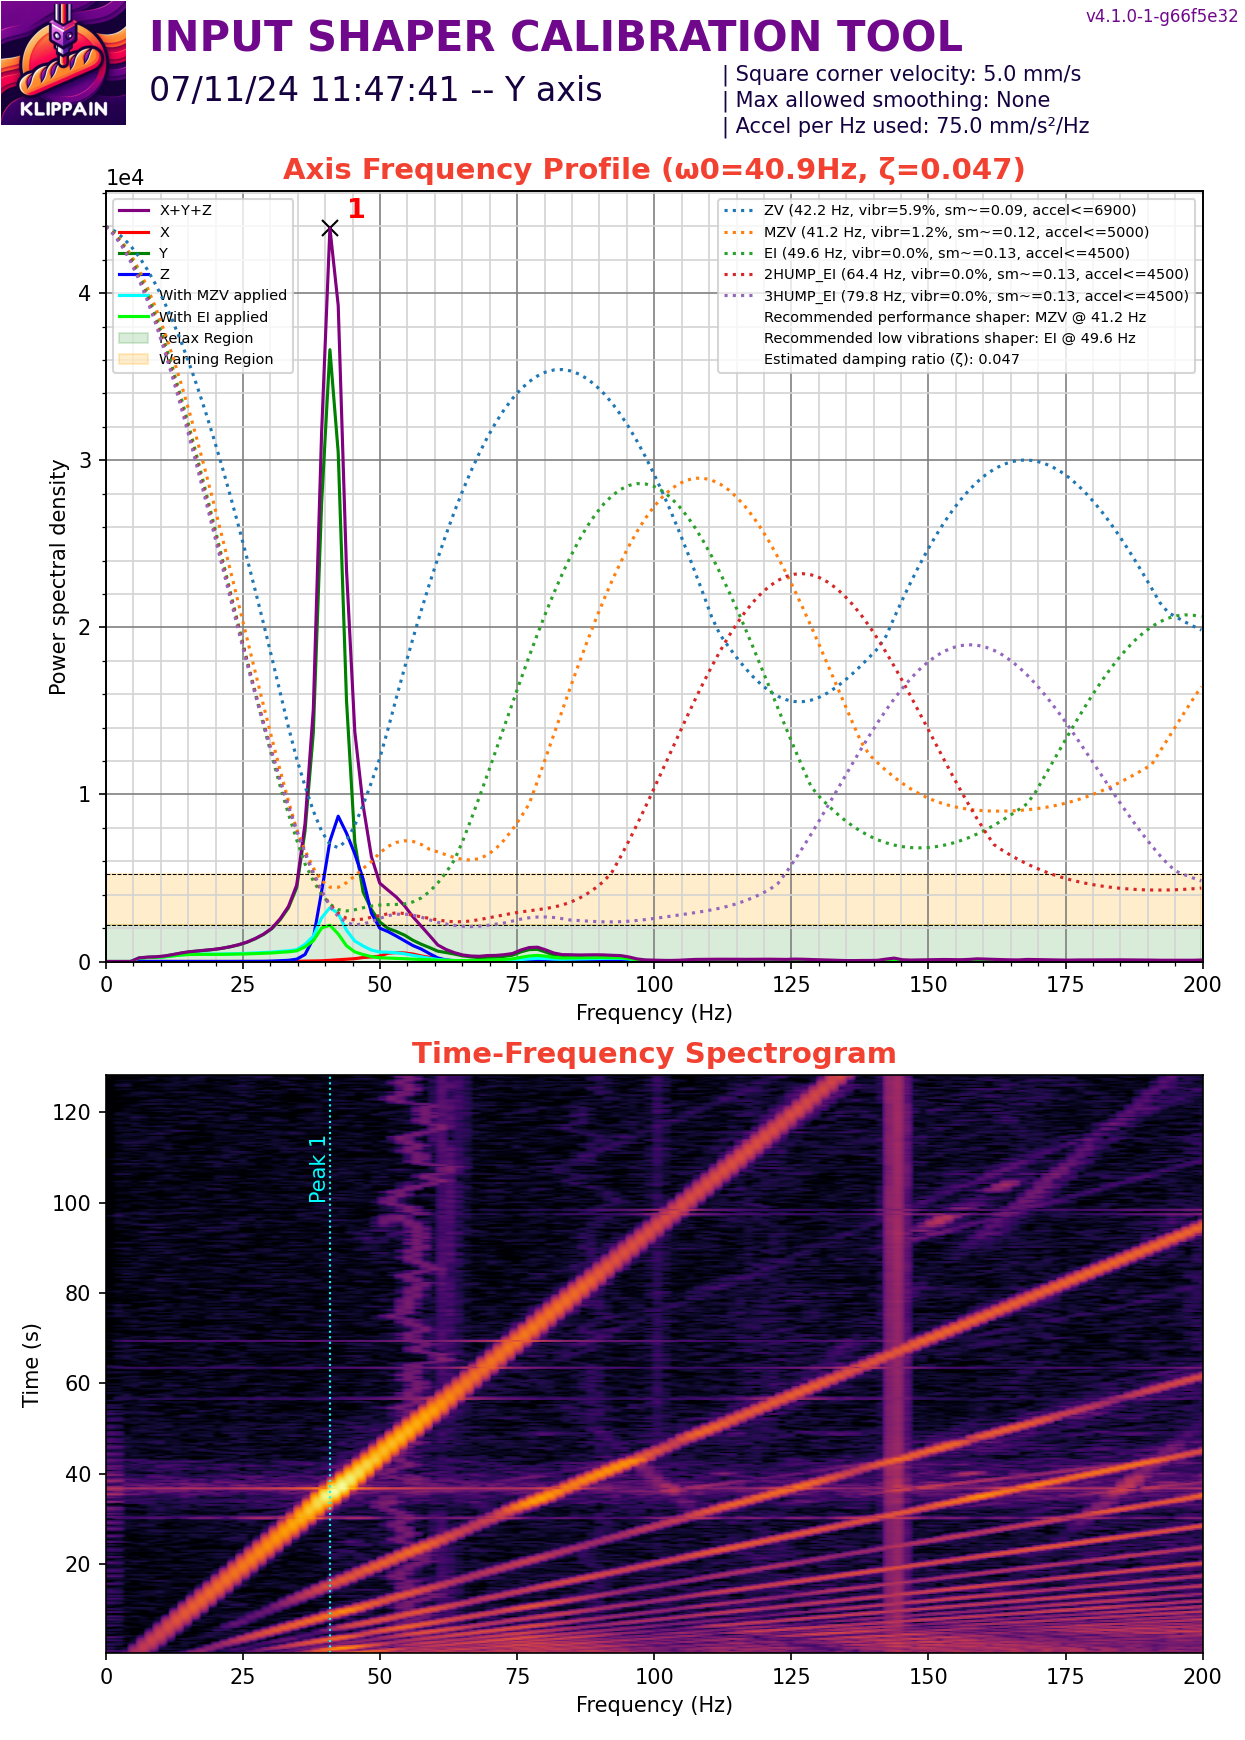 v4.1.0-1-g66f5e32
INPUT SHAPER CALIBRATION TOOL
07/11/24 11:47:41 -- Y axis
| Square corner velocity: 5.0 mm/s
| Max allowed smoothing: None
| Accel per Hz used: 75.0 mm/s²/Hz
KLIPPAIN
Axis Frequency Profile (ω0=40.9Hz, ζ=0.047)
1e4
1
X+Y+Z
X
Y
Z
With MZV applied
With EI applied
Relax Region
Warning Region
ZV (42.2 Hz, vibr=5.9%, sm~=0.09, accel<=6900)
MZV (41.2 Hz, vibr=1.2%, sm~=0.12, accel<=5000)
EI (49.6 Hz, vibr=0.0%, sm~=0.13, accel<=4500)
2HUMP_EI (64.4 Hz, vibr=0.0%, sm~=0.13, accel<=4500)
3HUMP_EI (79.8 Hz, vibr=0.0%, sm~=0.13, accel<=4500)
Recommended performance shaper: MZV @ 41.2 Hz
Recommended low vibrations shaper: EI @ 49.6 Hz
Estimated damping ratio (ζ): 0.047
4
3
2
1
0
Power spectral density
0 25 50 75 100 125 150 175 200
Frequency (Hz)
Time-Frequency Spectrogram
Peak 1
120
100
80
60
40
20
Time (s)
0 25 50 75 100 125 150 175 200
Frequency (Hz)